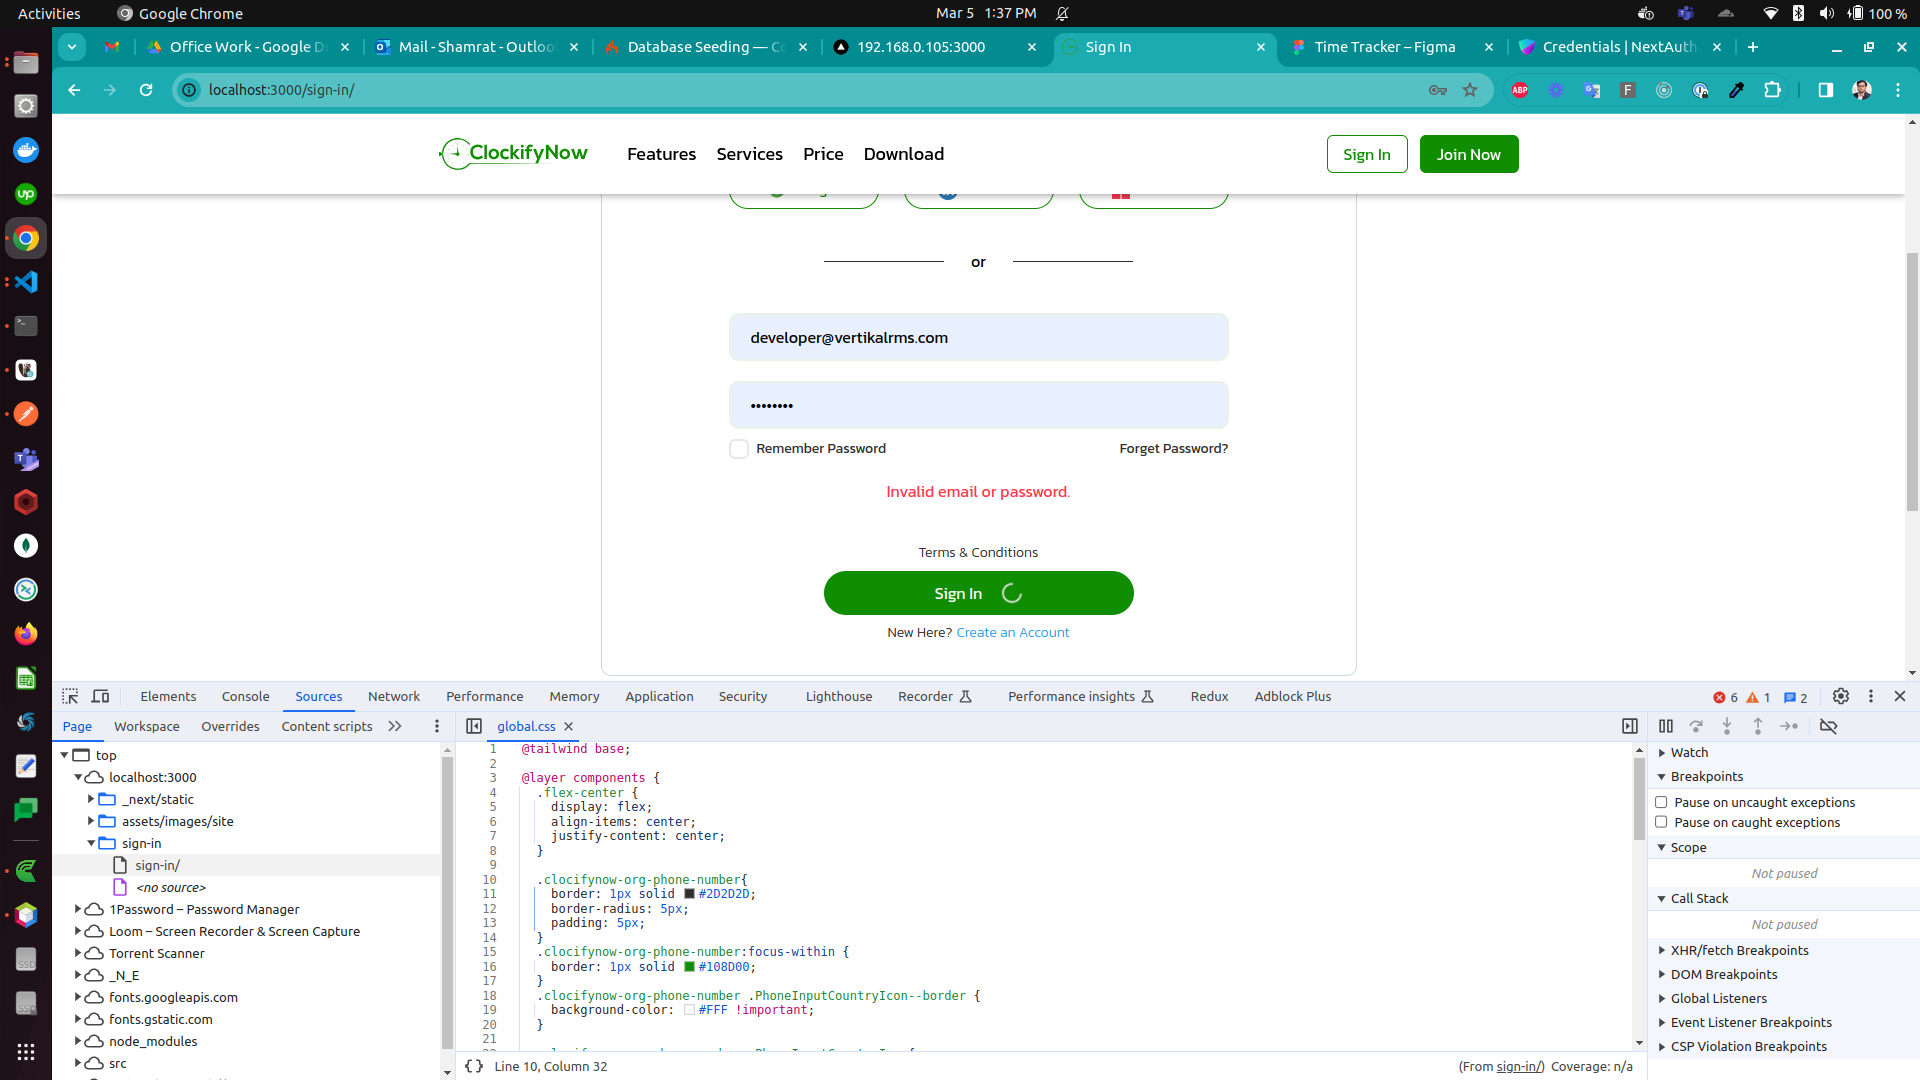 Activities
Google Chrome
Mar 5 1:37 PM
100 %
Office Work - Google D
Mail - Shamrat - Outloo
Database Seeding — Co
192.168.0.105:3000
Sign In
Time Tracker – Figma
Credentials | NextAuth
localhost:3000/sign-in/
ABP
F
ClockifyNow
Features
Services
Price
Download
Sign In
Join Now
or
developer@vertikalrms.com
••••••••
Remember Password
Forget Password?
Invalid email or password.
Terms & Conditions
Sign In
New Here? Create an Account
Elements
Console
Sources
Network
Performance
Memory
Application
Security
Lighthouse
Recorder
Performance insights
Redux
Adblock Plus
6
1
2
Page
Workspace
Overrides
Content scripts
global.css
top
localhost:3000
_next/static
assets/images/site
sign-in
sign-in/
<no source>
1Password – Password Manager
Loom – Screen Recorder & Screen Capture
Torrent Scanner
_N_E
fonts.googleapis.com
fonts.gstatic.com
node_modules
src
1 @tailwind base;
2
3 @layer components {
4 .flex-center {
5 display: flex;
6 align-items: center;
7 justify-content: center;
8 }
9
10 .clocifynow-org-phone-number{
11 border: 1px solid #2D2D2D;
12 border-radius: 5px;
13 padding: 5px;
14 }
15 .clocifynow-org-phone-number:focus-within {
16 border: 1px solid #108D00;
17 }
18 .clocifynow-org-phone-number .PhoneInputCountryIcon--border {
19 background-color: #FFF !important;
20 }
21
{ } Line 10, Column 32
(From sign-in/) Coverage: n/a
Watch
Breakpoints
Pause on uncaught exceptions
Pause on caught exceptions
Scope
Not paused
Call Stack
Not paused
XHR/fetch Breakpoints
DOM Breakpoints
Global Listeners
Event Listener Breakpoints
CSP Violation Breakpoints